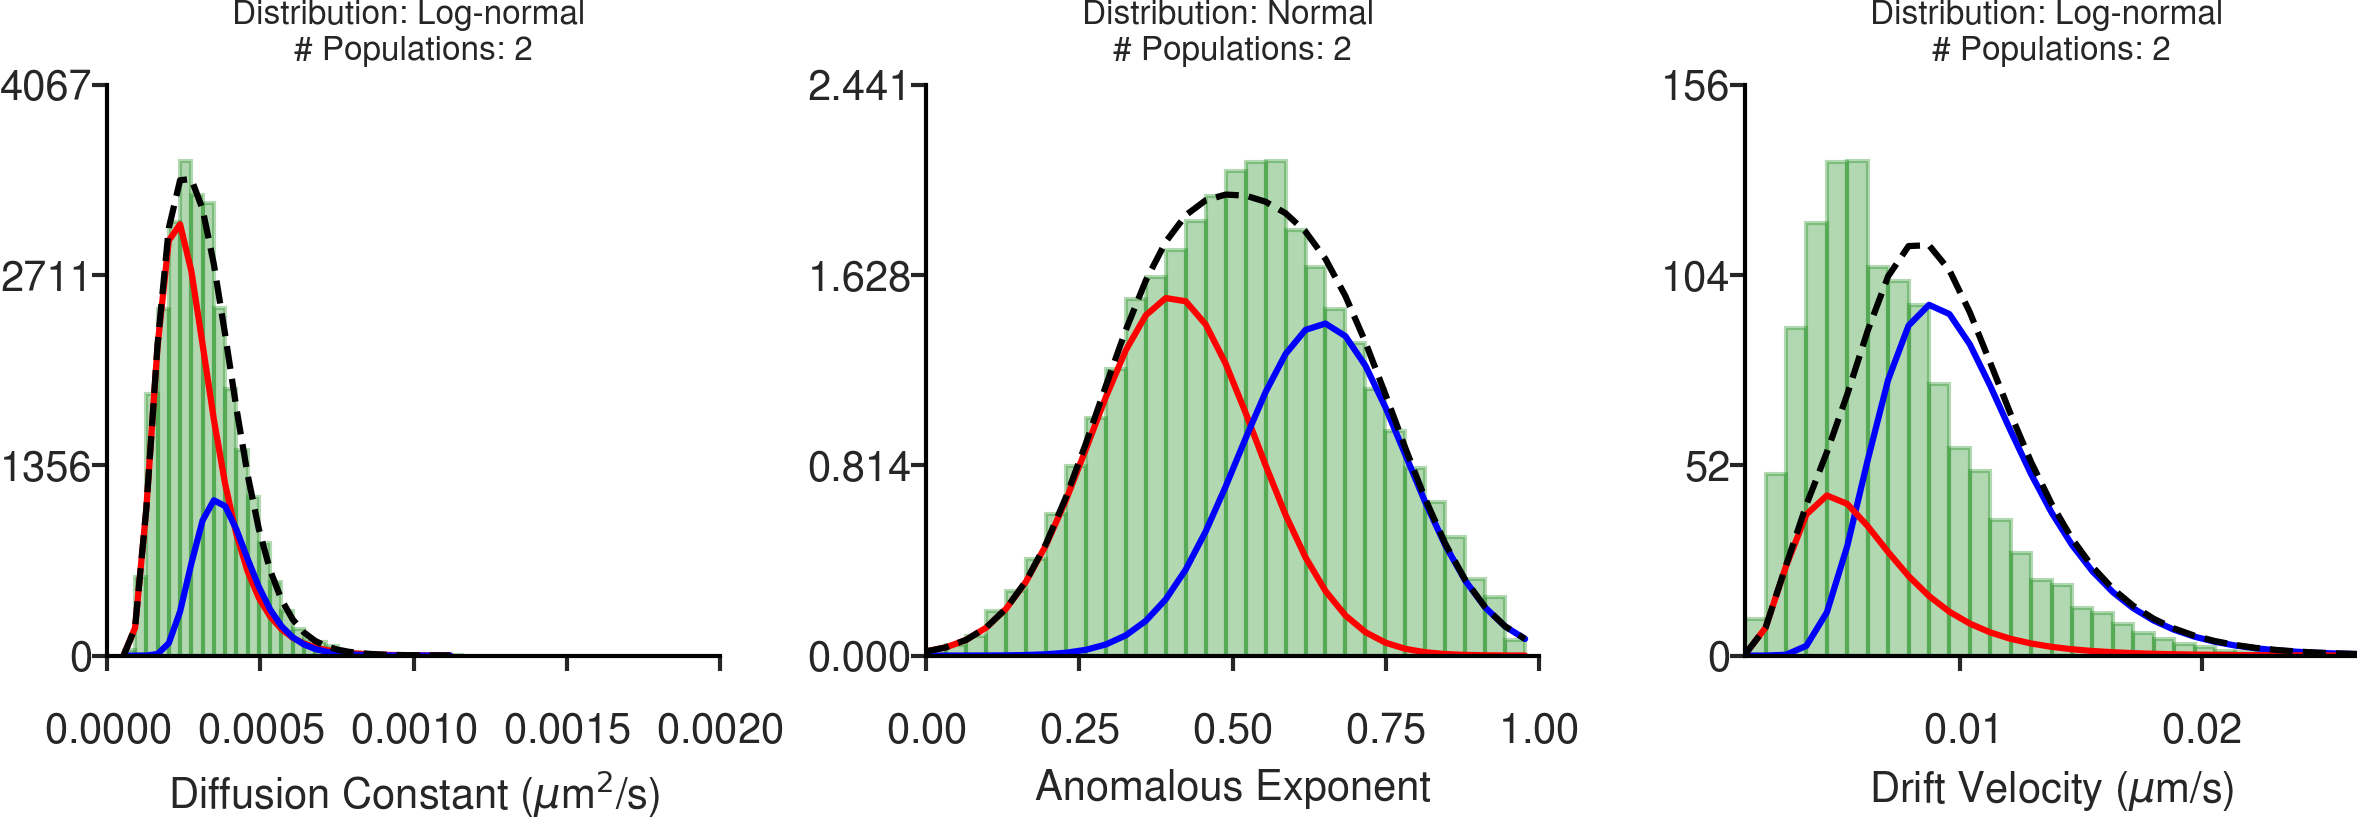 Distribution: Log-normal
# Populations: 2
4067
2711
1356
0
0.0000 0.0005 0.0010 0.0015 0.0020
Diffusion Constant (μm²/s)
Distribution: Normal
# Populations: 2
2.441
1.628
0.814
0.000
0.00 0.25 0.50 0.75 1.00
Anomalous Exponent
Distribution: Log-normal
# Populations: 2
156
104
52
0
0.01 0.02
Drift Velocity (μm/s)